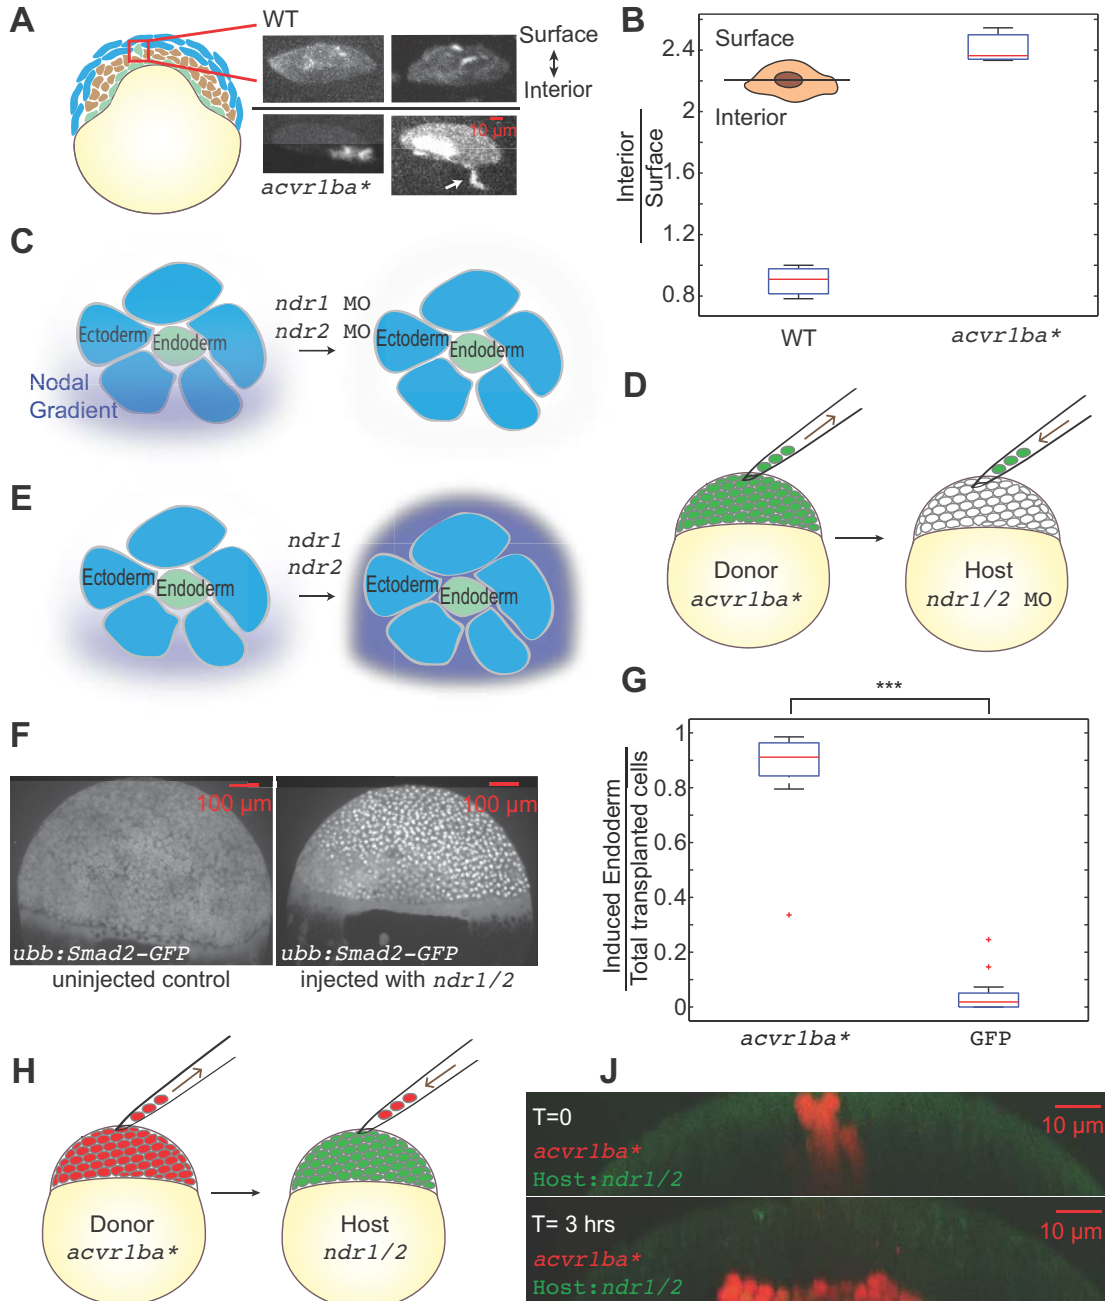 A
WT
Surface
Interior
10 µm
acvr1ba*
B
Interior
Surface
2.4
2
1.6
1.2
0.8
Surface
Interior
WT
acvr1ba*
C
Ectoderm
Endoderm
Nodal
Gradient
ndr1 MO
ndr2 MO
Ectoderm
Endoderm
D
Donor
acvr1ba*
Host
ndr1/2 MO
E
Ectoderm
Endoderm
ndr1
ndr2
Ectoderm
Endoderm
F
100 µm
ubb:Smad2-GFP
uninjected control
100 µm
ubb:Smad2-GFP
injected with ndr1/2
G
***
Induced Endoderm
Total transplanted cells
1
0.8
0.6
0.4
0.2
0
acvr1ba*
GFP
H
Donor
acvr1ba*
Host
ndr1/2
J
T=0
acvr1ba*
Host:ndr1/2
10 µm
T= 3 hrs
acvr1ba*
Host:ndr1/2
10 µm